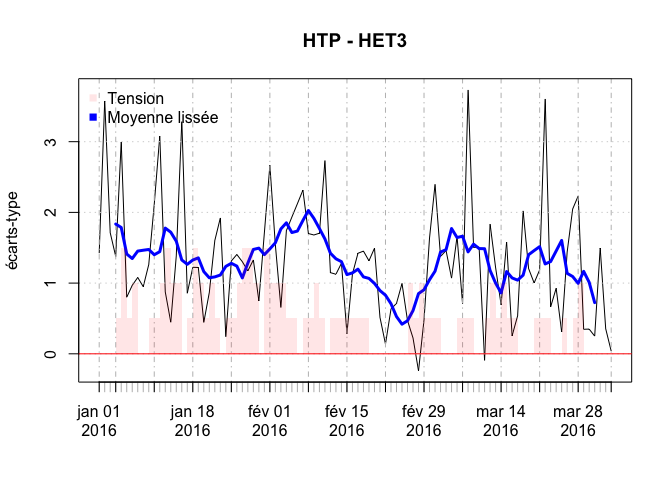 HTP - HET3
Tension
Moyenne lissée
écarts-type
3
2
1
0
jan 01
2016
jan 18
2016
fév 01
2016
fév 15
2016
fév 29
2016
mar 14
2016
mar 28
2016